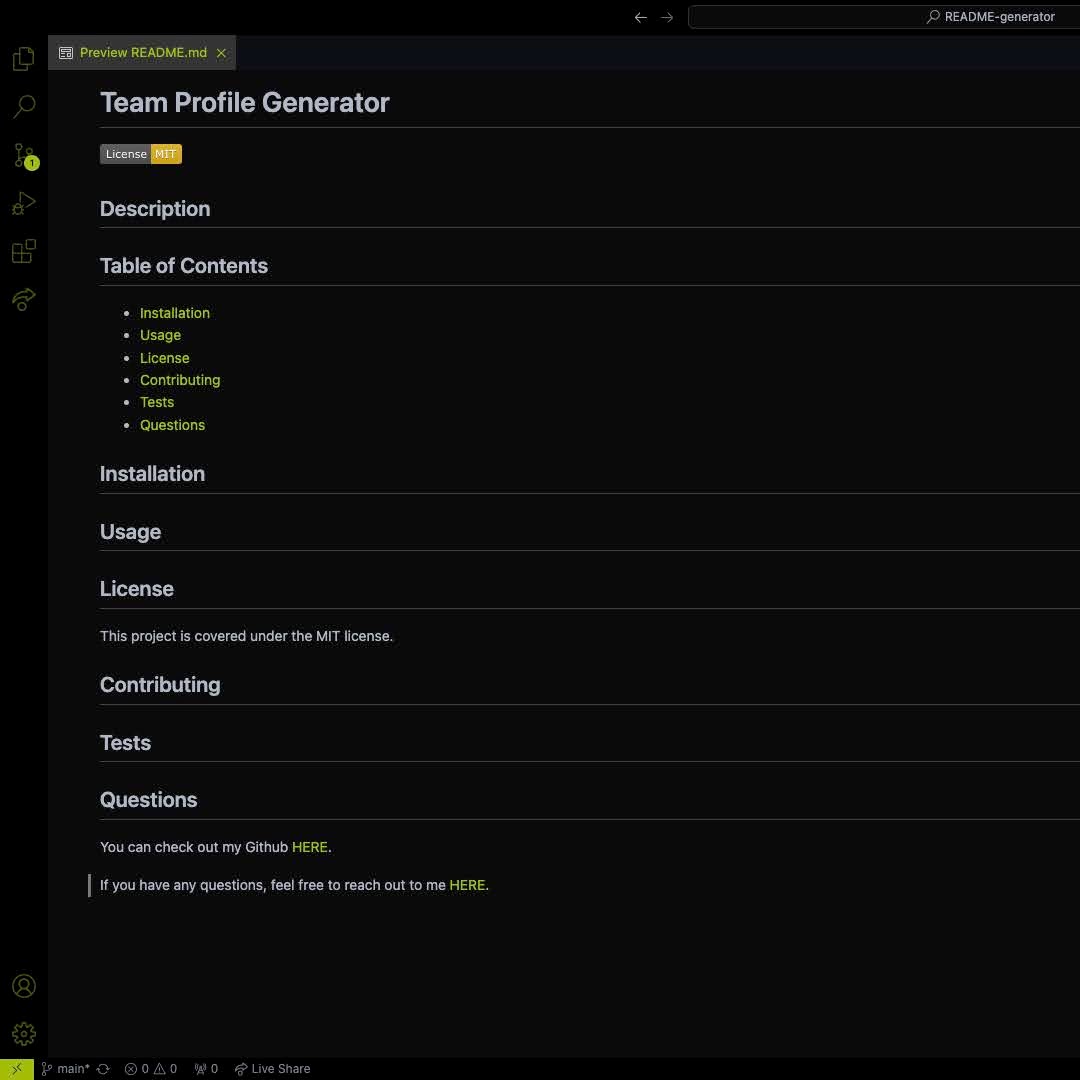 README-generator
Preview README.md
Team Profile Generator
License MIT
Description
Table of Contents
Installation
Usage
License
Contributing
Tests
Questions
Installation
Usage
License
This project is covered under the MIT license.
Contributing
Tests
Questions
You can check out my Github HERE.
If you have any questions, feel free to reach out to me HERE.
1
main* 0 0 0 Live Share